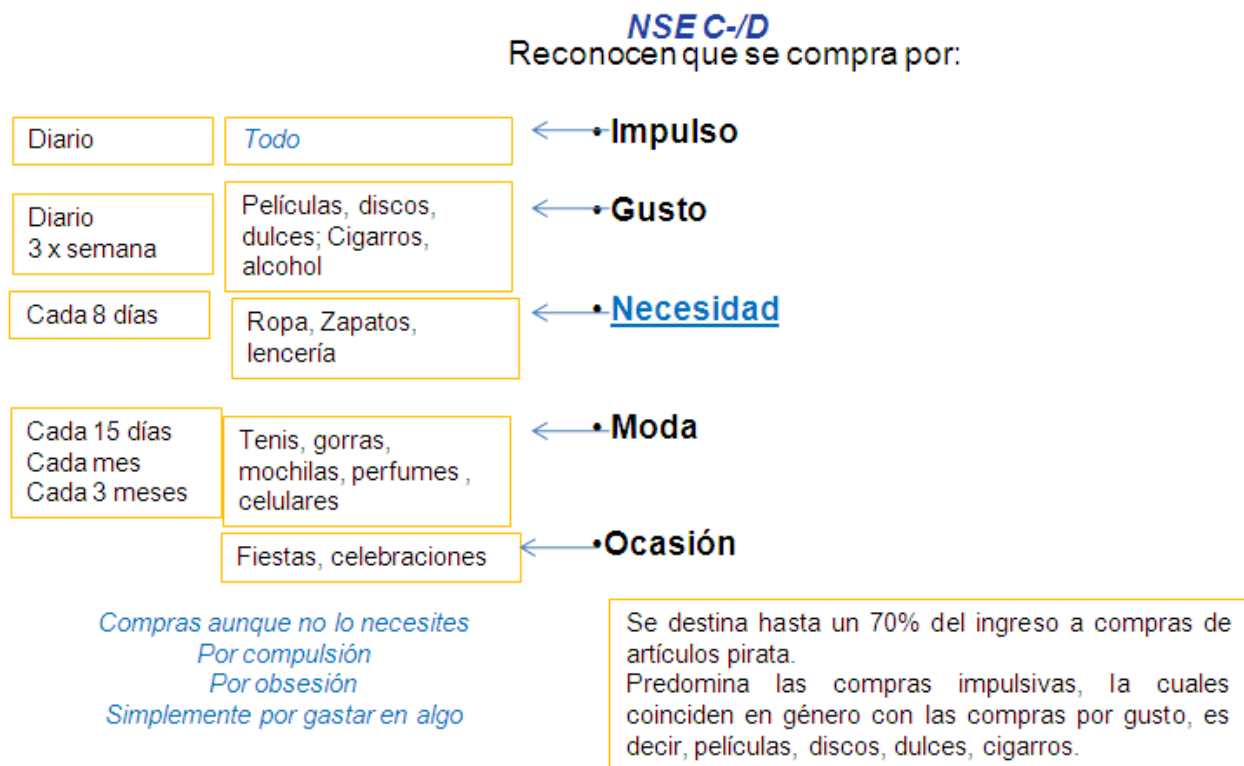 NSE C-/D
Reconocen que se compra por:
Diario
Todo
• Impulso
Diario
3 x semana
Películas, discos,
dulces; Cigarros,
alcohol
• Gusto
Cada 8 días
Ropa, Zapatos,
lencería
• Necesidad
Cada 15 días
Cada mes
Cada 3 meses
Tenis, gorras,
mochilas, perfumes ,
celulares
• Moda
Fiestas, celebraciones
•Ocasión
Compras aunque no lo necesites
Por compulsión
Por obsesión
Simplemente por gastar en algo
Se destina hasta un 70% del ingreso a compras de
artículos pirata.
Predomina las compras impulsivas, la cuales
coinciden en género con las compras por gusto, es
decir, películas, discos, dulces, cigarros.